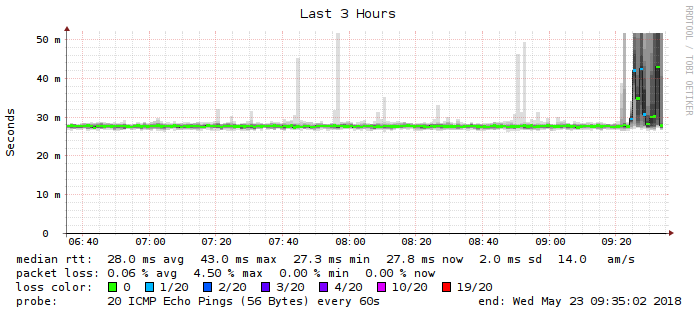 Last 3 Hours
RRDTOOL / TOBI OETIKER
Seconds
50 m
40 m
30 m
20 m
10 m
0
06:40 07:00 07:20 07:40 08:00 08:20 08:40 09:00 09:20
median rtt: 28.0 ms avg 43.0 ms max 27.3 ms min 27.8 ms now 2.0 ms sd 14.0 am/s
packet loss: 0.06 % avg 4.50 % max 0.00 % min 0.00 % now
loss color: 0 1/20 2/20 3/20 4/20 10/20 19/20
probe: 20 ICMP Echo Pings (56 Bytes) every 60s end: Wed May 23 09:35:02 2018